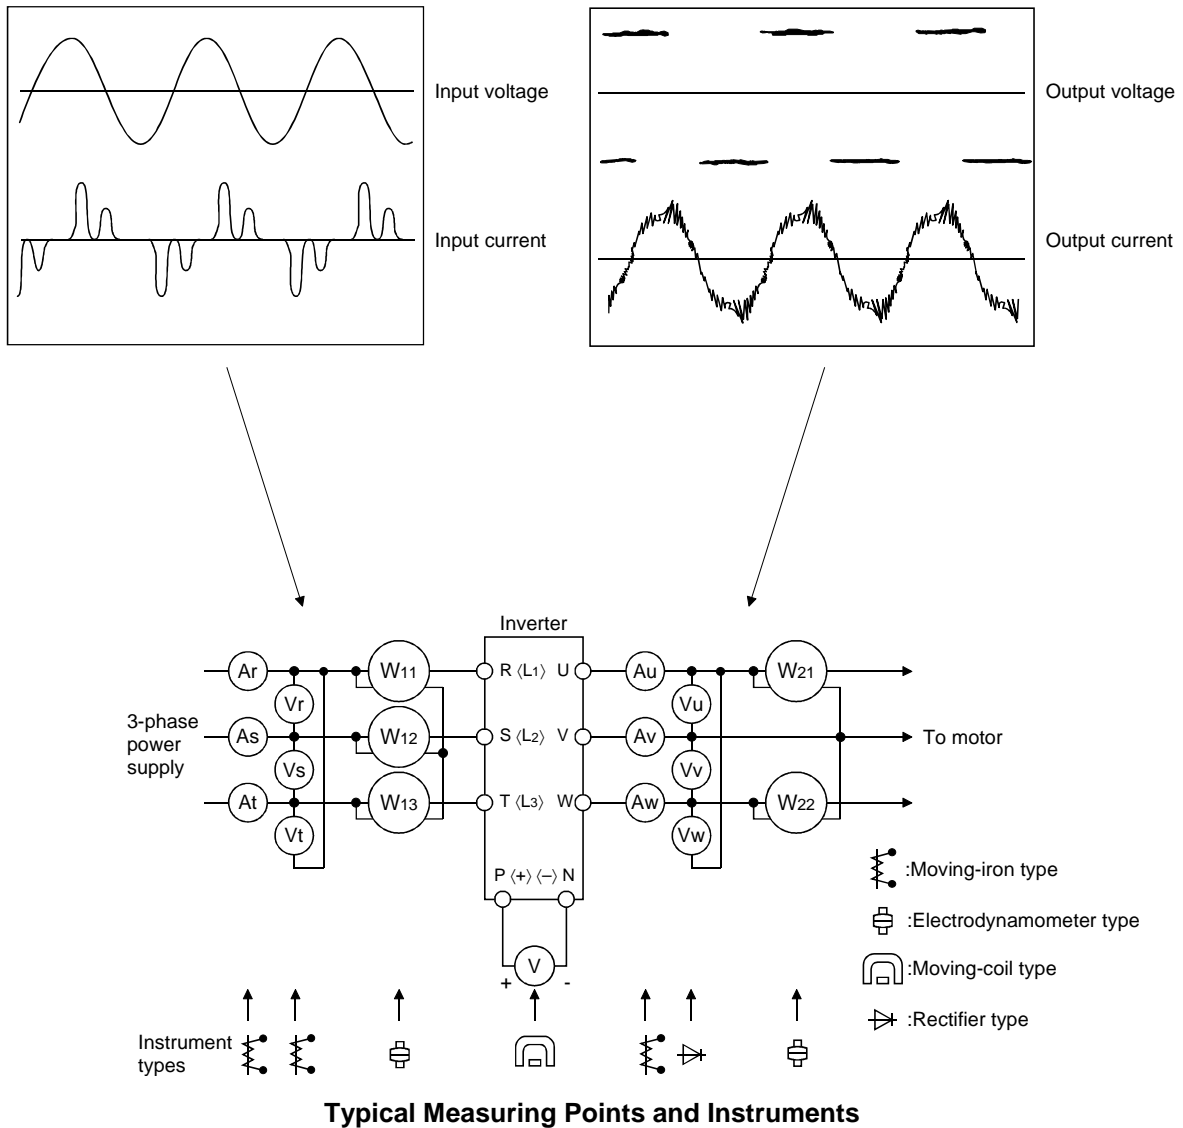 Input voltage
Input current
Output voltage
Output current
Inverter
3-phase
power
supply
Ar
As
At
Vr
Vs
Vt
W11
W12
W13
R ⟨L1⟩ U
S ⟨L2⟩ V
T ⟨L3⟩ W
P ⟨+⟩ ⟨–⟩ N
+ V -
Au
Av
Aw
Vu
Vv
Vw
W21
W22
To motor
:Moving-iron type
:Electrodynamometer type
:Moving-coil type
:Rectifier type
Instrument
types
Typical Measuring Points and Instruments